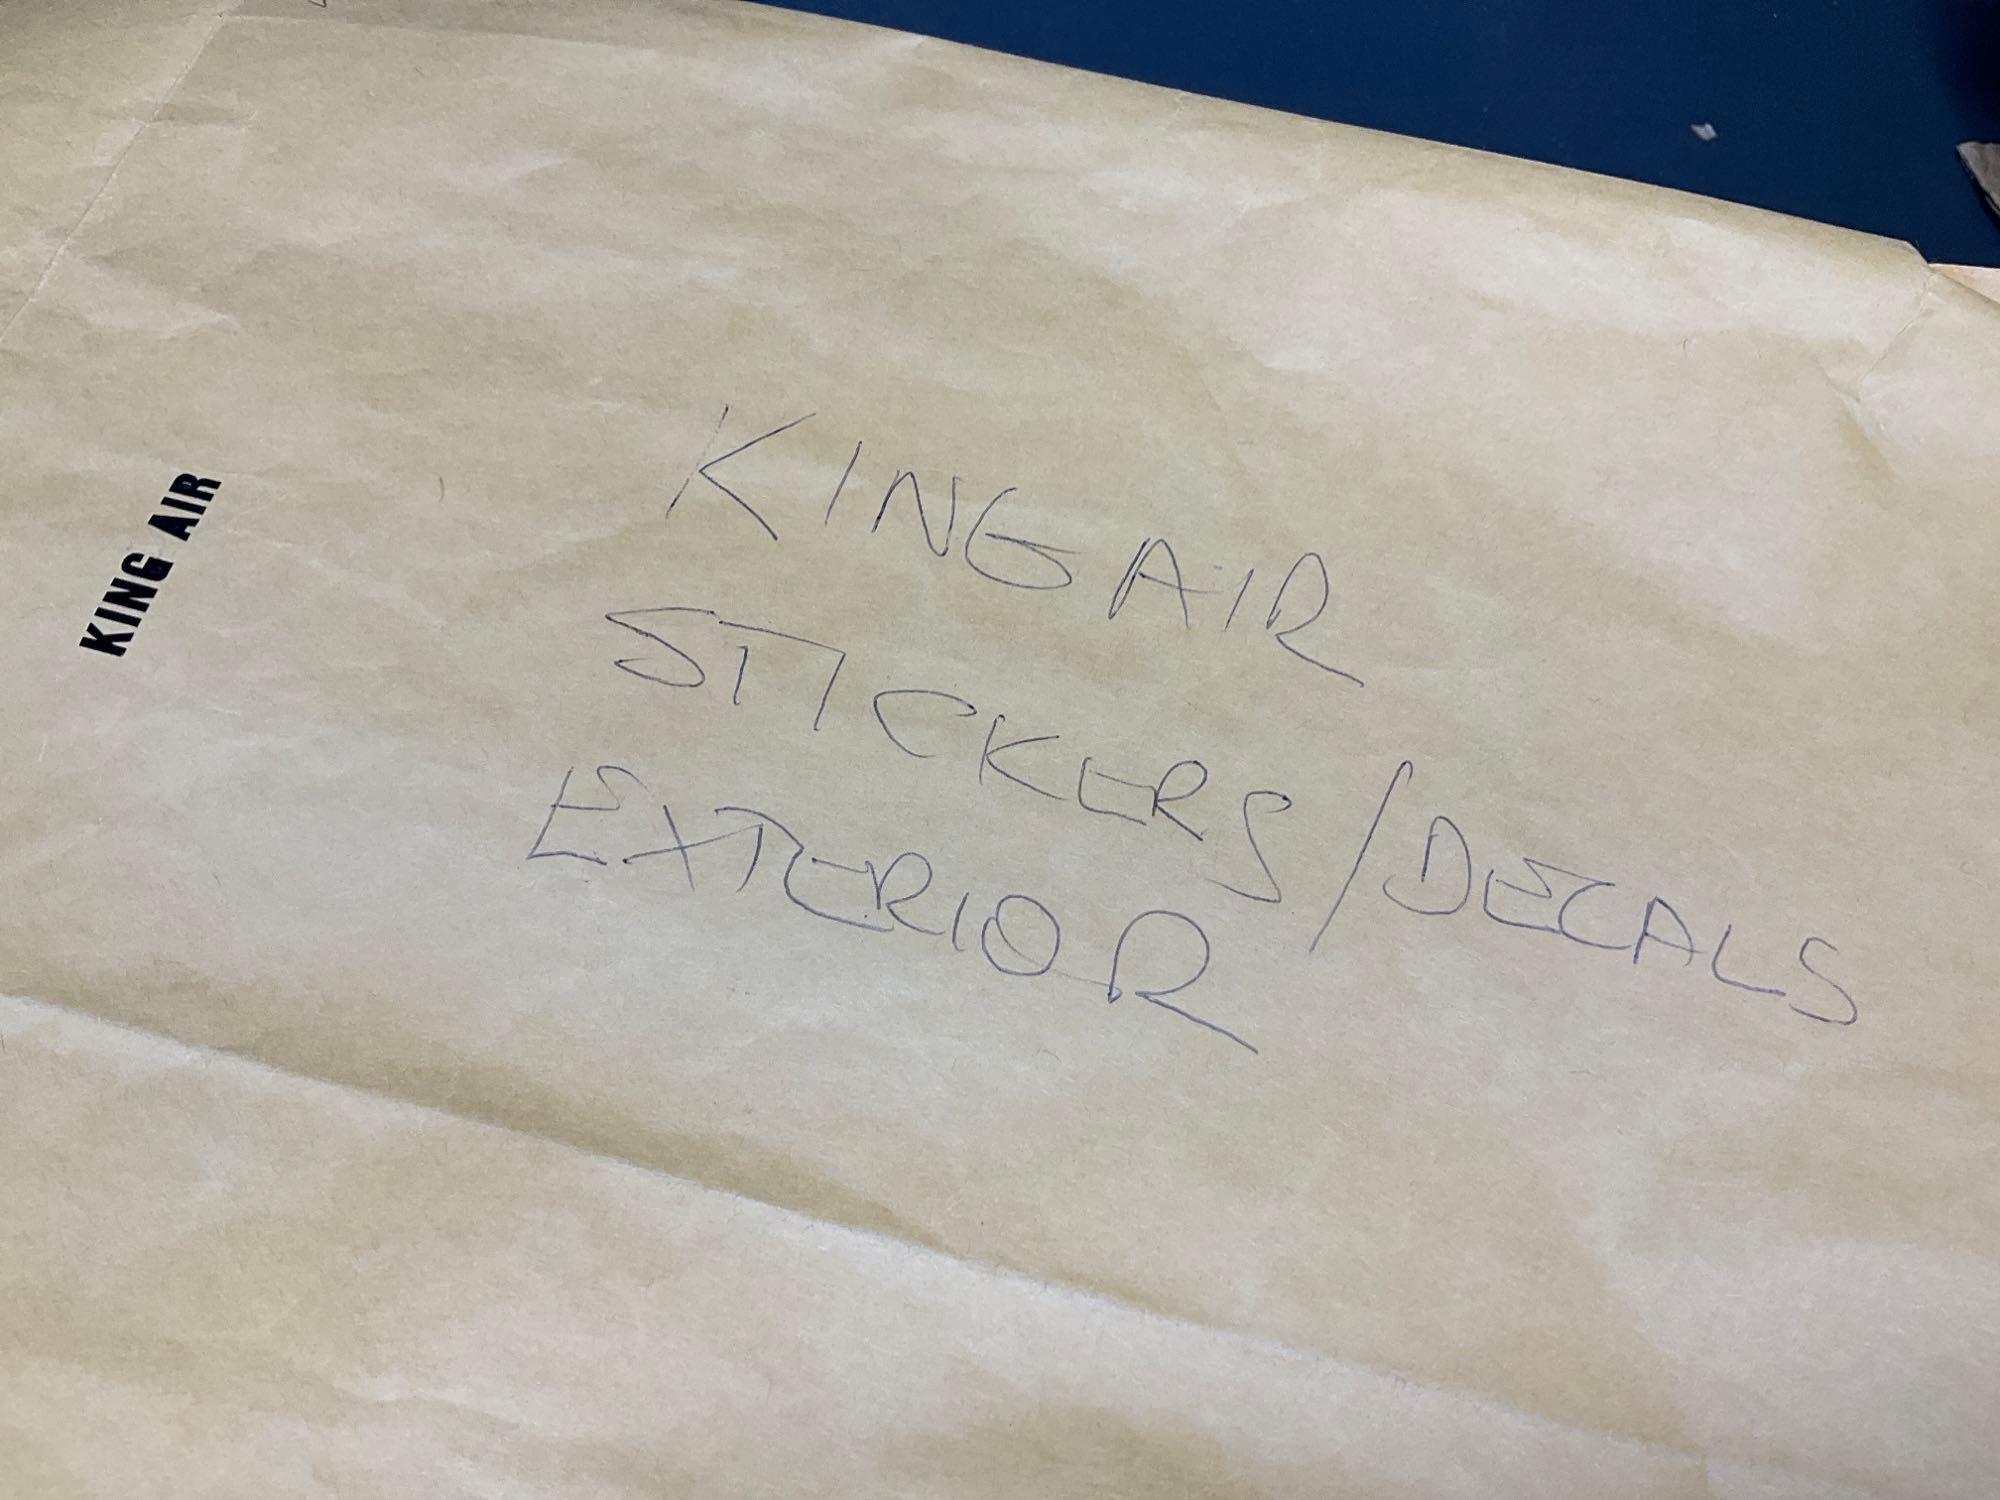 KING AIR
KINGAIR
STICKERS/DECALS
EXTERIOR